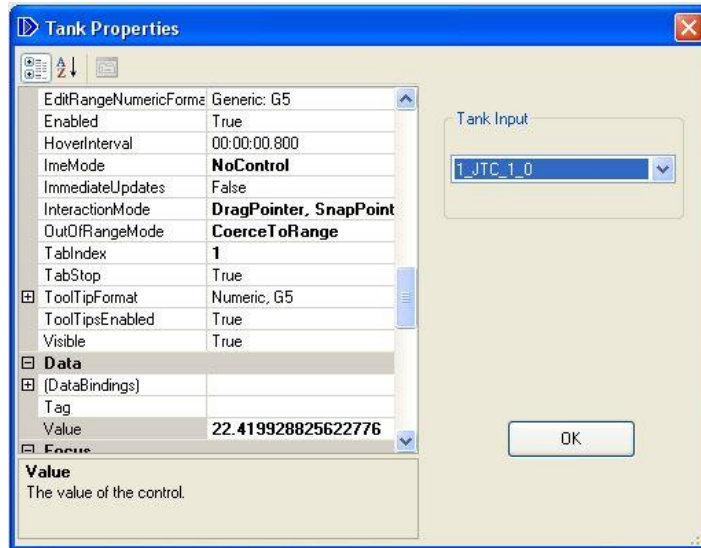 Tank Properties
EditRangeNumericForma Generic: G5
Enabled True
HoverInterval 00:00:00.800
ImeMode NoControl
ImmediateUpdates False
InteractionMode DragPointer, SnapPoint
OutOfRangeMode CoerceToRange
TabIndex 1
TabStop True
ToolTipFormat Numeric, G5
ToolTipsEnabled True
Visible True
Data
(DataBindings)
Tag
Value 22.419928825622776
Focus
Value
The value of the control.
Tank Input
1_JTC_1_0
OK